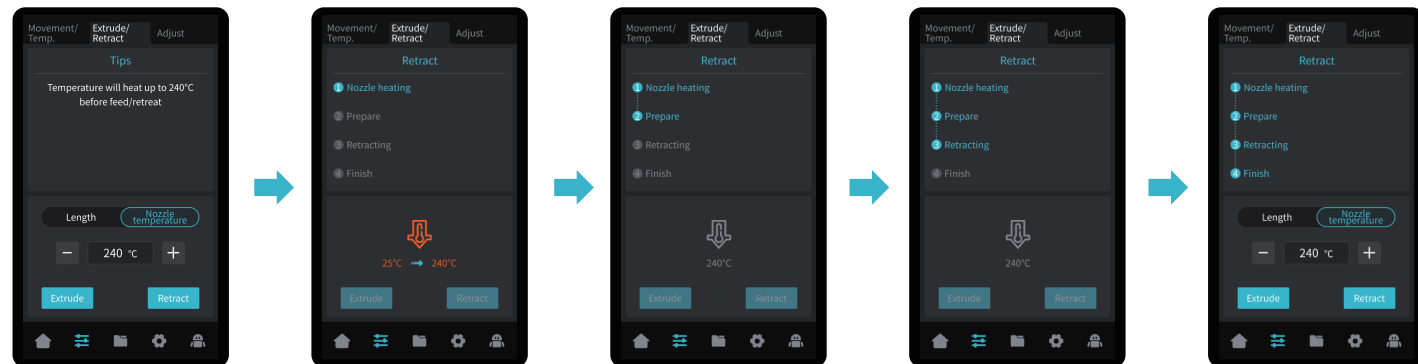 Movement/ Temp.
Extrude/ Retract
Adjust
Tips
Temperature will heat up to 240°C
before feed/retreat
Length
Nozzle temperature
− 240 °C +
Extrude
Retract
Movement/ Temp.
Extrude/ Retract
Adjust
Retract
1 Nozzle heating
2 Prepare
3 Retracting
4 Finish
25°C → 240°C
Extrude
Retract
Movement/ Temp.
Extrude/ Retract
Adjust
Retract
1 Nozzle heating
2 Prepare
3 Retracting
4 Finish
240°C
Extrude
Retract
Movement/ Temp.
Extrude/ Retract
Adjust
Retract
1 Nozzle heating
2 Prepare
3 Retracting
4 Finish
240°C
Extrude
Retract
Movement/ Temp.
Extrude/ Retract
Adjust
Retract
1 Nozzle heating
2 Prepare
3 Retracting
4 Finish
Length
Nozzle temperature
− 240 °C +
Extrude
Retract